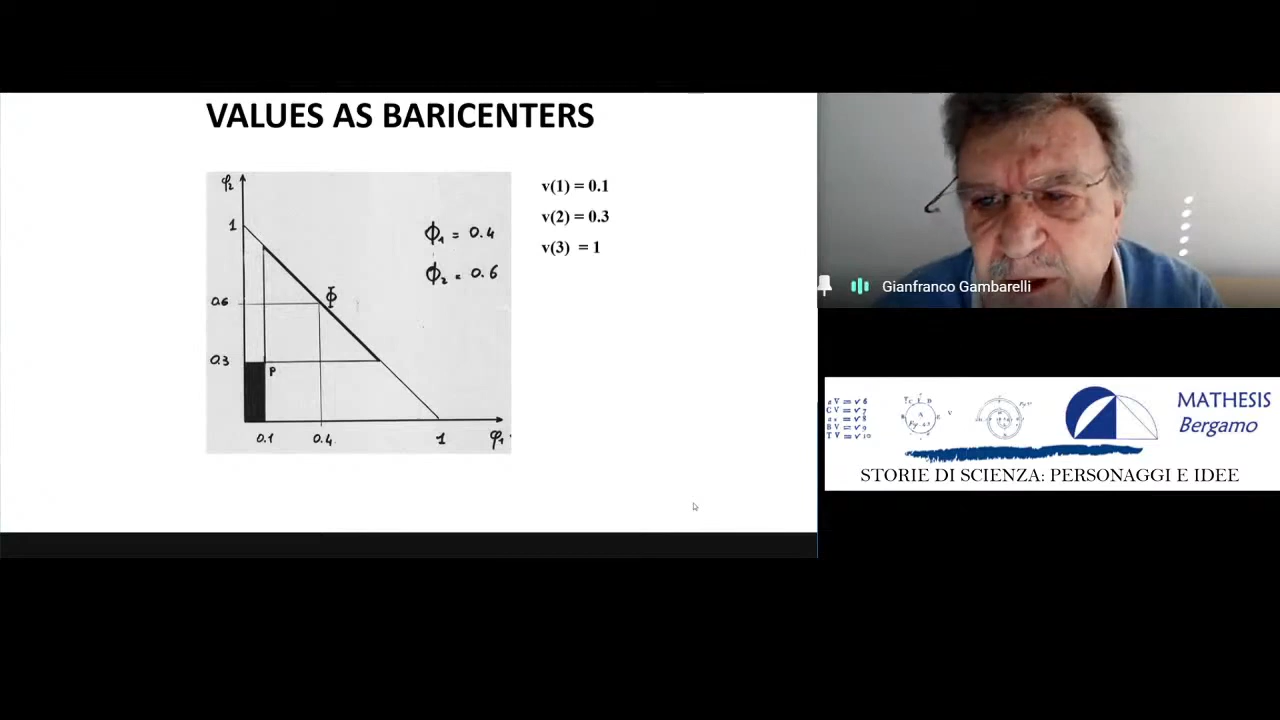 VALUES AS BARICENTERS
φ₂
1
0.6
0.3
0.1
0.4
1
φ₁
Φ
P
Φ₁ = 0.4
Φ₂ = 0.6
v(1) = 0.1
v(2) = 0.3
v(3) = 1
Gianfranco Gambarelli
MATHESIS
Bergamo
STORIE DI SCIENZA: PERSONAGGI E IDEE